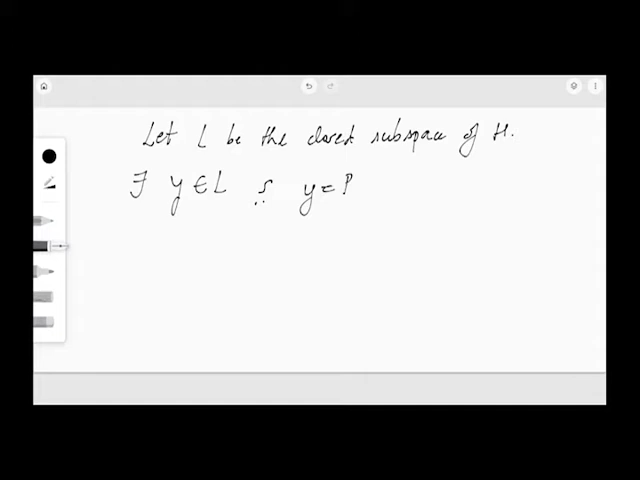 Let L be the closed subspace of H.
∃ y ∈ L s.. y = P